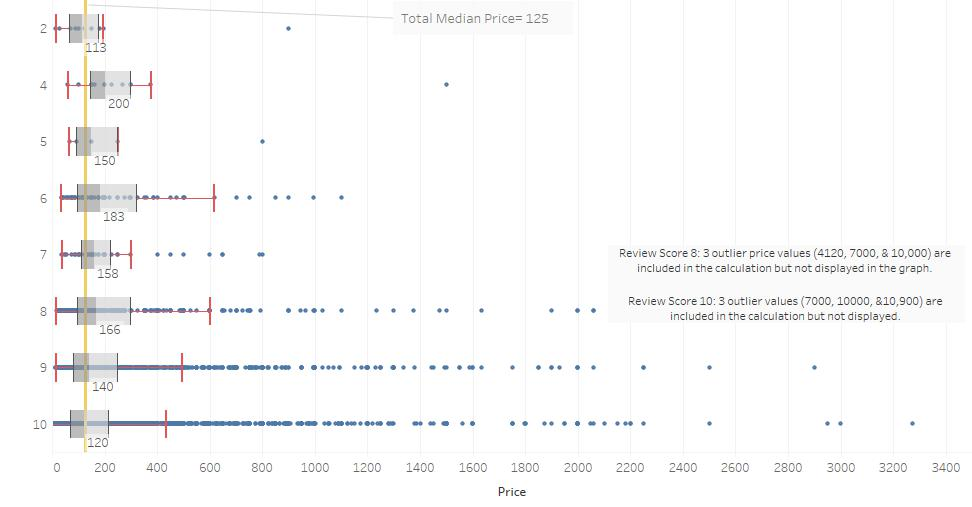 Total Median Price= 125
2
113
4
200
5
150
6
183
7
158
Review Score 8: 3 outlier price values (4120, 7000, & 10,000) are
included in the calculation but not displayed in the graph.
Review Score 10: 3 outlier values (7000, 10000, &10,900) are
included in the calculation but not displayed.
8
166
9
140
10
120
0 200 400 600 800 1000 1200 1400 1600 1800 2000 2200 2400 2600 2800 3000 3200 3400
Price